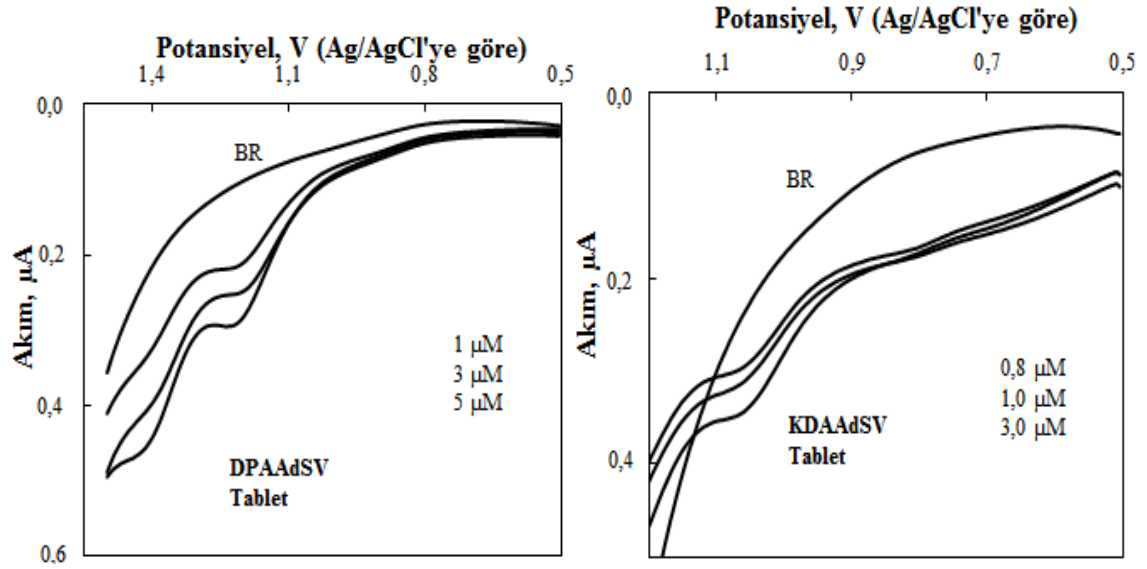 Potansiyel, V (Ag/AgCl'ye göre)
1,4 1,1 0,8 0,5
0,0
0,2
0,4
0,6
Akım, µA
BR
1 µM
3 µM
5 µM
DPAAdSV
Tablet
Potansiyel, V (Ag/AgCl'ye göre)
1,1 0,9 0,7 0,5
0,0
0,2
0,4
Akım, µA
BR
0,8 µM
1,0 µM
3,0 µM
KDAAdSV
Tablet